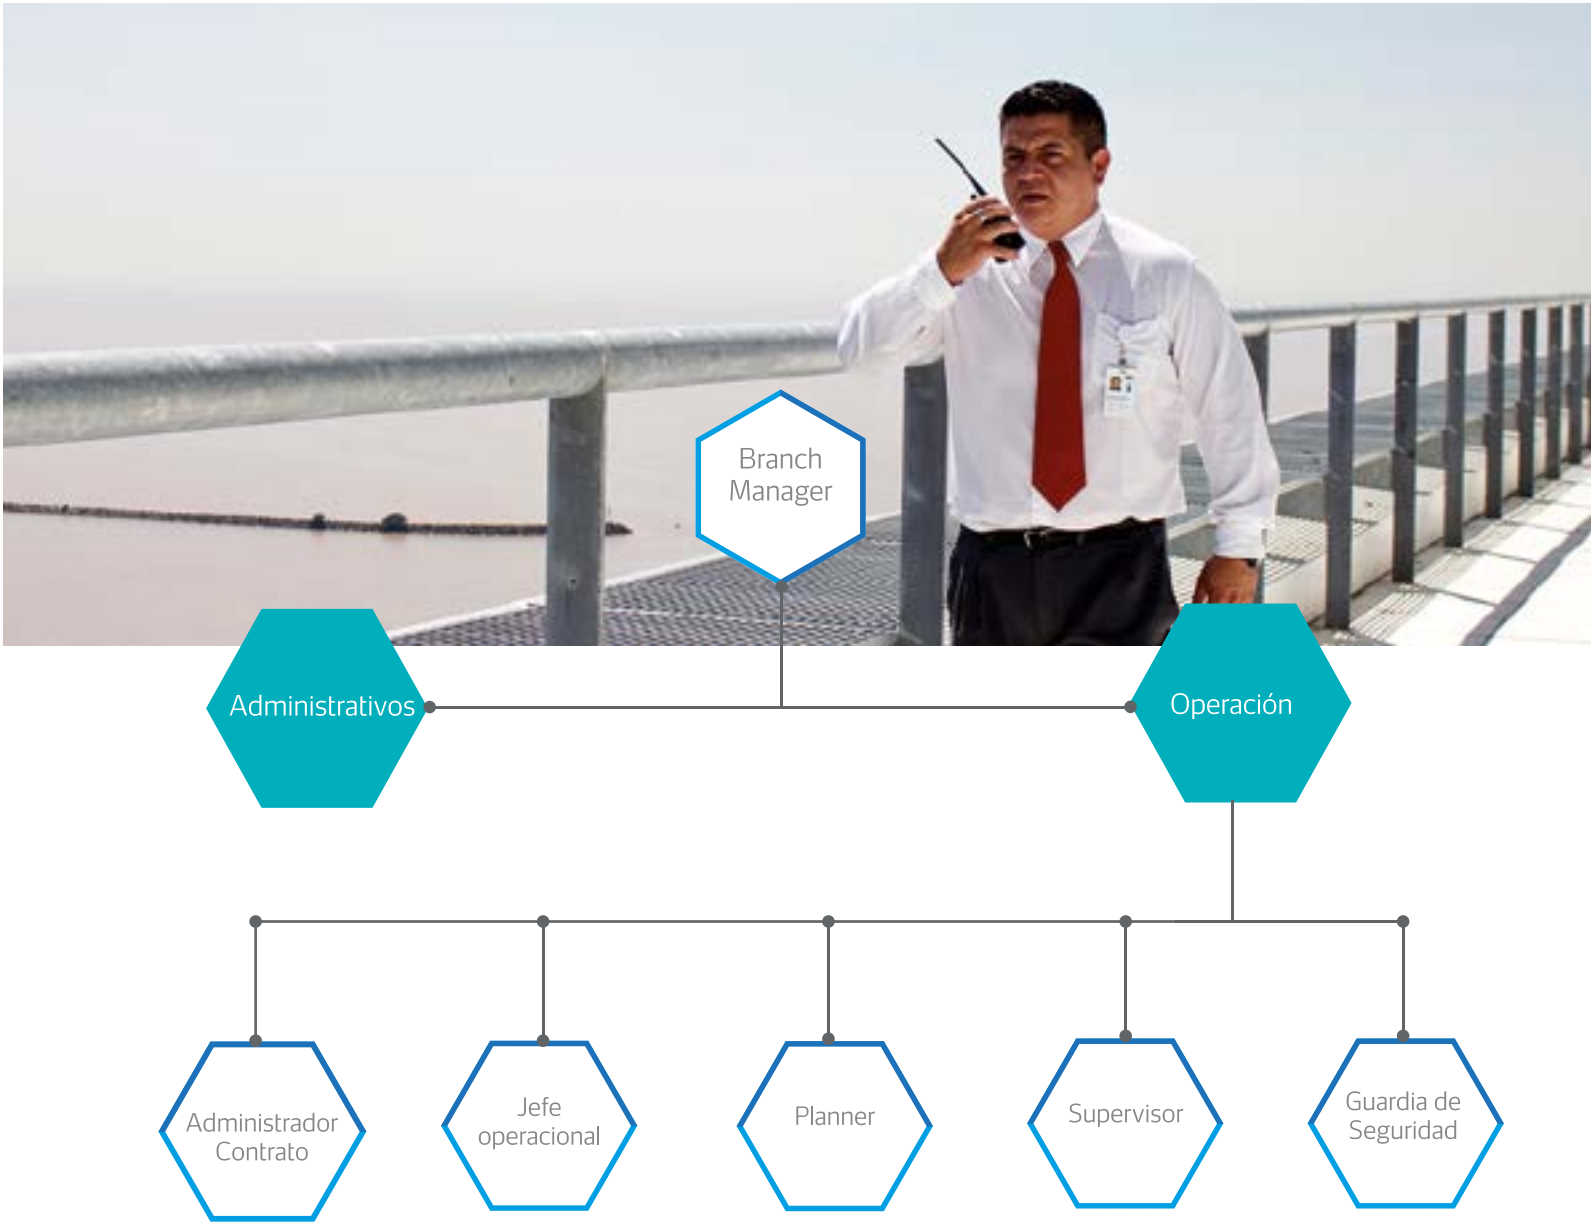 Branch
Manager
Administrativos
Operación
Administrador
Contrato
Jefe
operacional
Planner
Supervisor
Guardia de
Seguridad